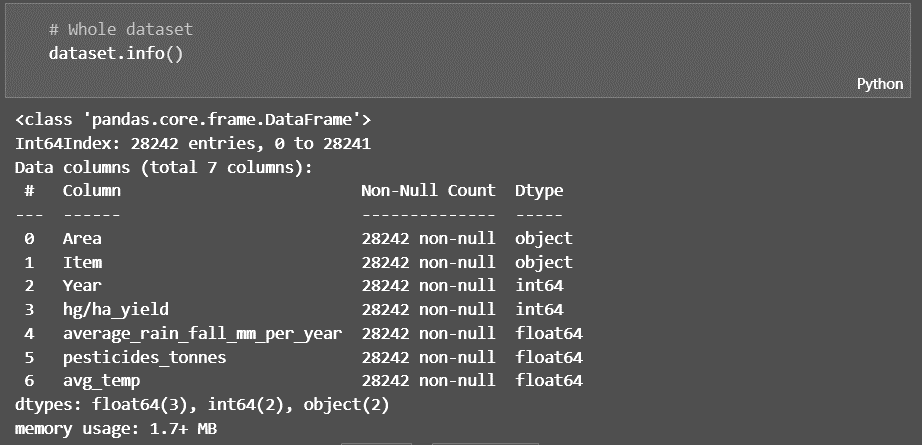 # Whole dataset
dataset.info()
Python
<class 'pandas.core.frame.DataFrame'>
Int64Index: 28242 entries, 0 to 28241
Data columns (total 7 columns):
 #   Column                         Non-Null Count  Dtype
---  ------                         --------------  -----
 0   Area                           28242 non-null  object
 1   Item                           28242 non-null  object
 2   Year                           28242 non-null  int64
 3   hg/ha_yield                    28242 non-null  int64
 4   average_rain_fall_mm_per_year  28242 non-null  float64
 5   pesticides_tonnes              28242 non-null  float64
 6   avg_temp                       28242 non-null  float64
dtypes: float64(3), int64(2), object(2)
memory usage: 1.7+ MB